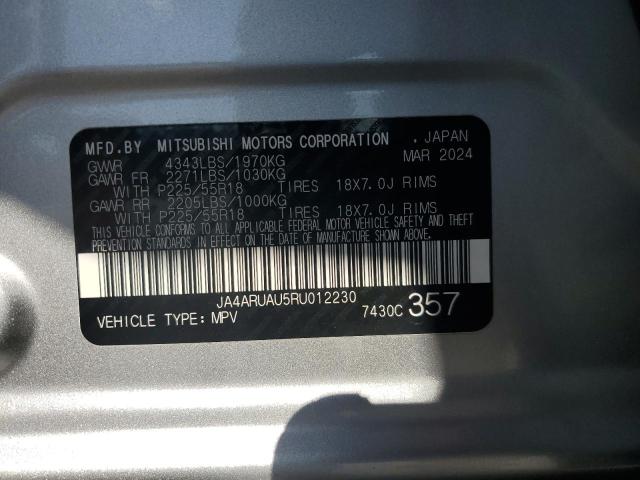 MFD.BY MITSUBISHI MOTORS CORPORATION . JAPAN
GVWR 4343LBS/1970KG MAR 2024
GAWR FR 2271LBS/1030KG
WITH P225/55R18 TIRES 18X7.0J RIMS
GAWR RR 2205LBS/1000KG
WITH P225/55R18 TIRES 18X7.0J RIMS
THIS VEHICLE CONFORMS TO ALL APPLICABLE FEDERAL MOTOR VEHICLE SAFETY AND THEFT
PREVENTION STANDARDS IN EFFECT ON THE DATE OF MANUFACTURE SHOWN ABOVE.
JA4ARUAU5RU012230
VEHICLE TYPE: MPV 7430C 357